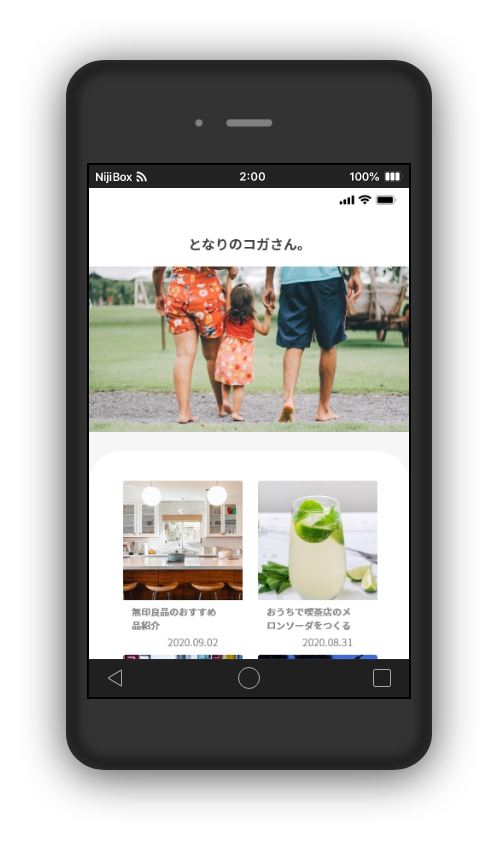 NijiBox 2:00 100%
となりのコガさん。
無印良品のおすすめ
品紹介
2020.09.02
おうちで喫茶店のメ
ロンソーダをつくる
2020.08.31